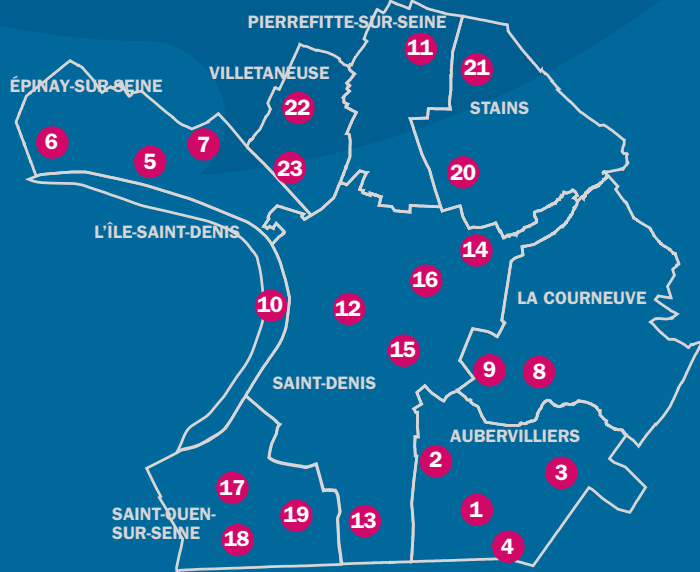 PIERREFITTE-SUR-SEINE
11
21
VILLETANEUSE
ÉPINAY-SUR-SEINE
22
STAINS
6
7
5
23
20
L'ÎLE-SAINT-DENIS
14
16
10
12
LA COURNEUVE
15
9
8
SAINT-DENIS
AUBERVILLIERS
2
3
17
1
SAINT-OUEN-
SUR-SEINE
19
13
18
4